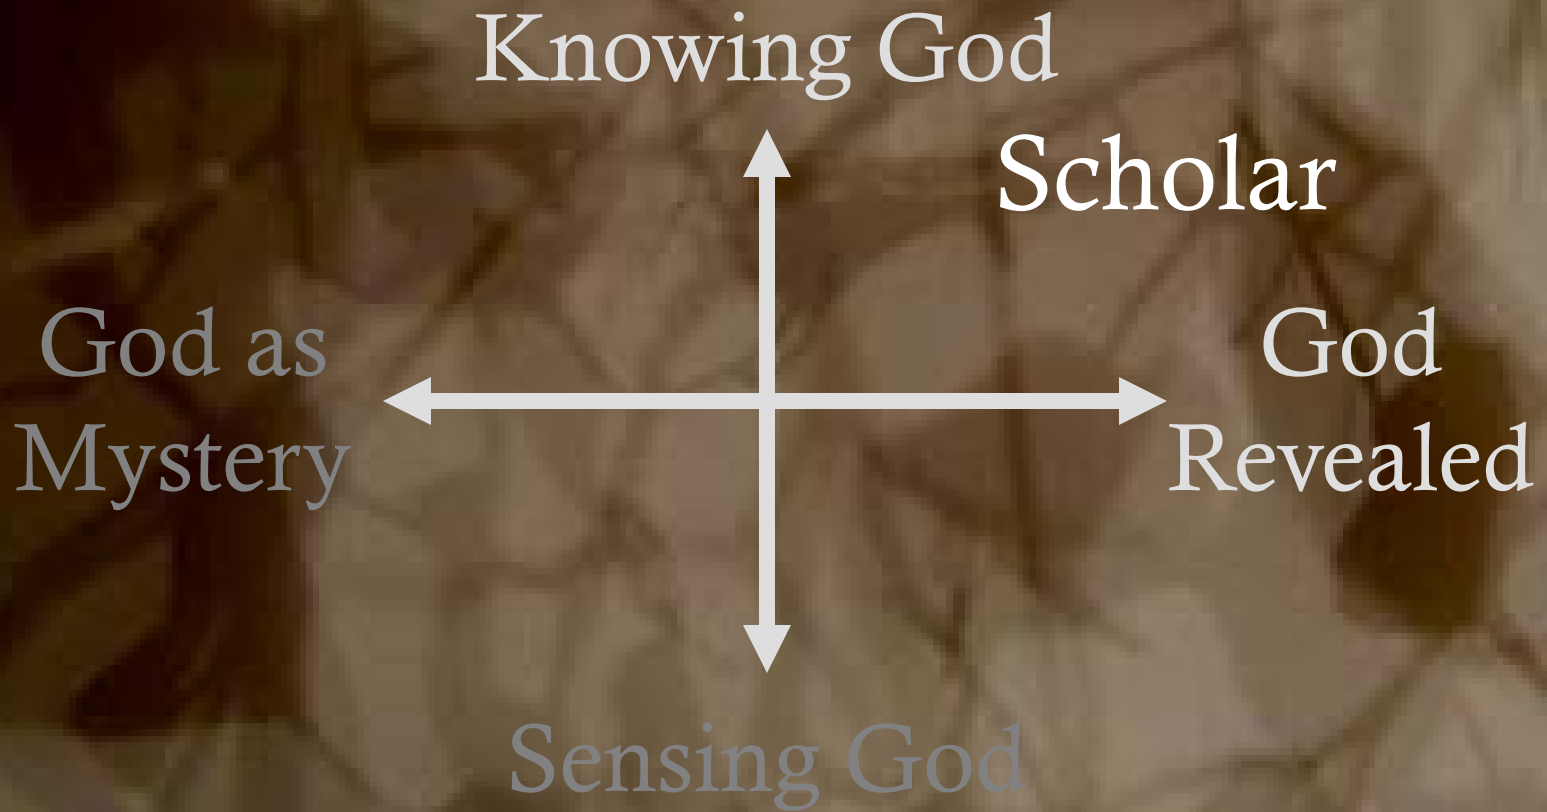 Knowing God
Scholar
God as
Mystery
God
Revealed
Sensing God